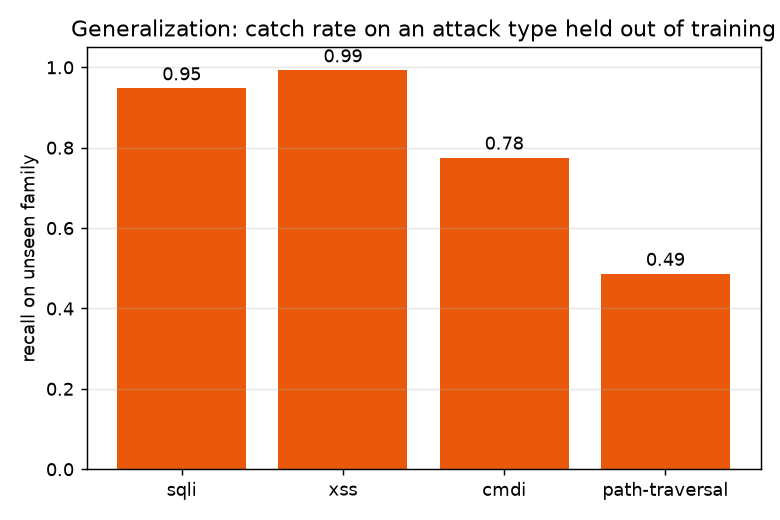 Generalization: catch rate on an attack type held out of training
0.95
0.99
0.78
0.49
1.0
0.8
0.6
0.4
0.2
0.0
recall on unseen family
sqli
xss
cmdi
path-traversal